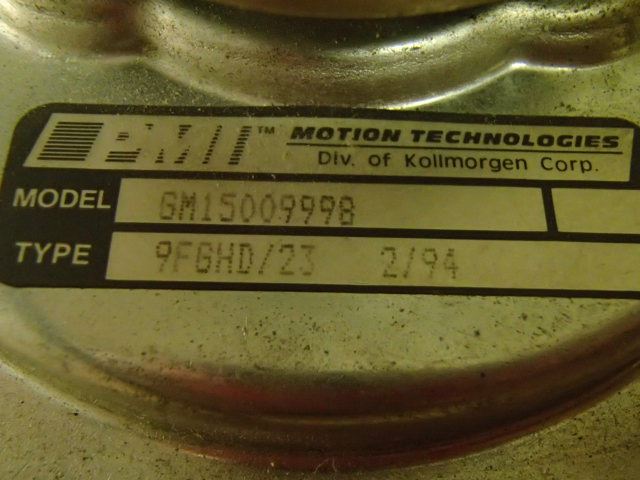 PMI™ MOTION TECHNOLOGIES
Div. of Kollmorgen Corp.
MODEL GM15009998
TYPE 9FGHD/23 2/94